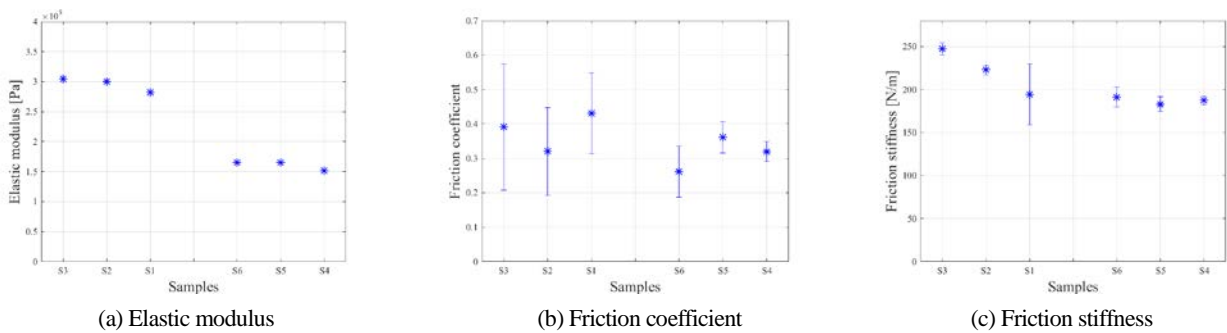 ×10⁵
4
3.5
3
2.5
2
1.5
1
0.5
0
Elastic modulus [Pa]
S3 S2 S1 S6 S5 S4
Samples
(a) Elastic modulus
0.7
0.6
0.5
0.4
0.3
0.2
0.1
0
Friction coefficient
S3 S2 S1 S6 S5 S4
Samples
(b) Friction coefficient
250
200
150
100
50
0
Friction stiffness [N/m]
S3 S2 S1 S6 S5 S4
Samples
(c) Friction stiffness